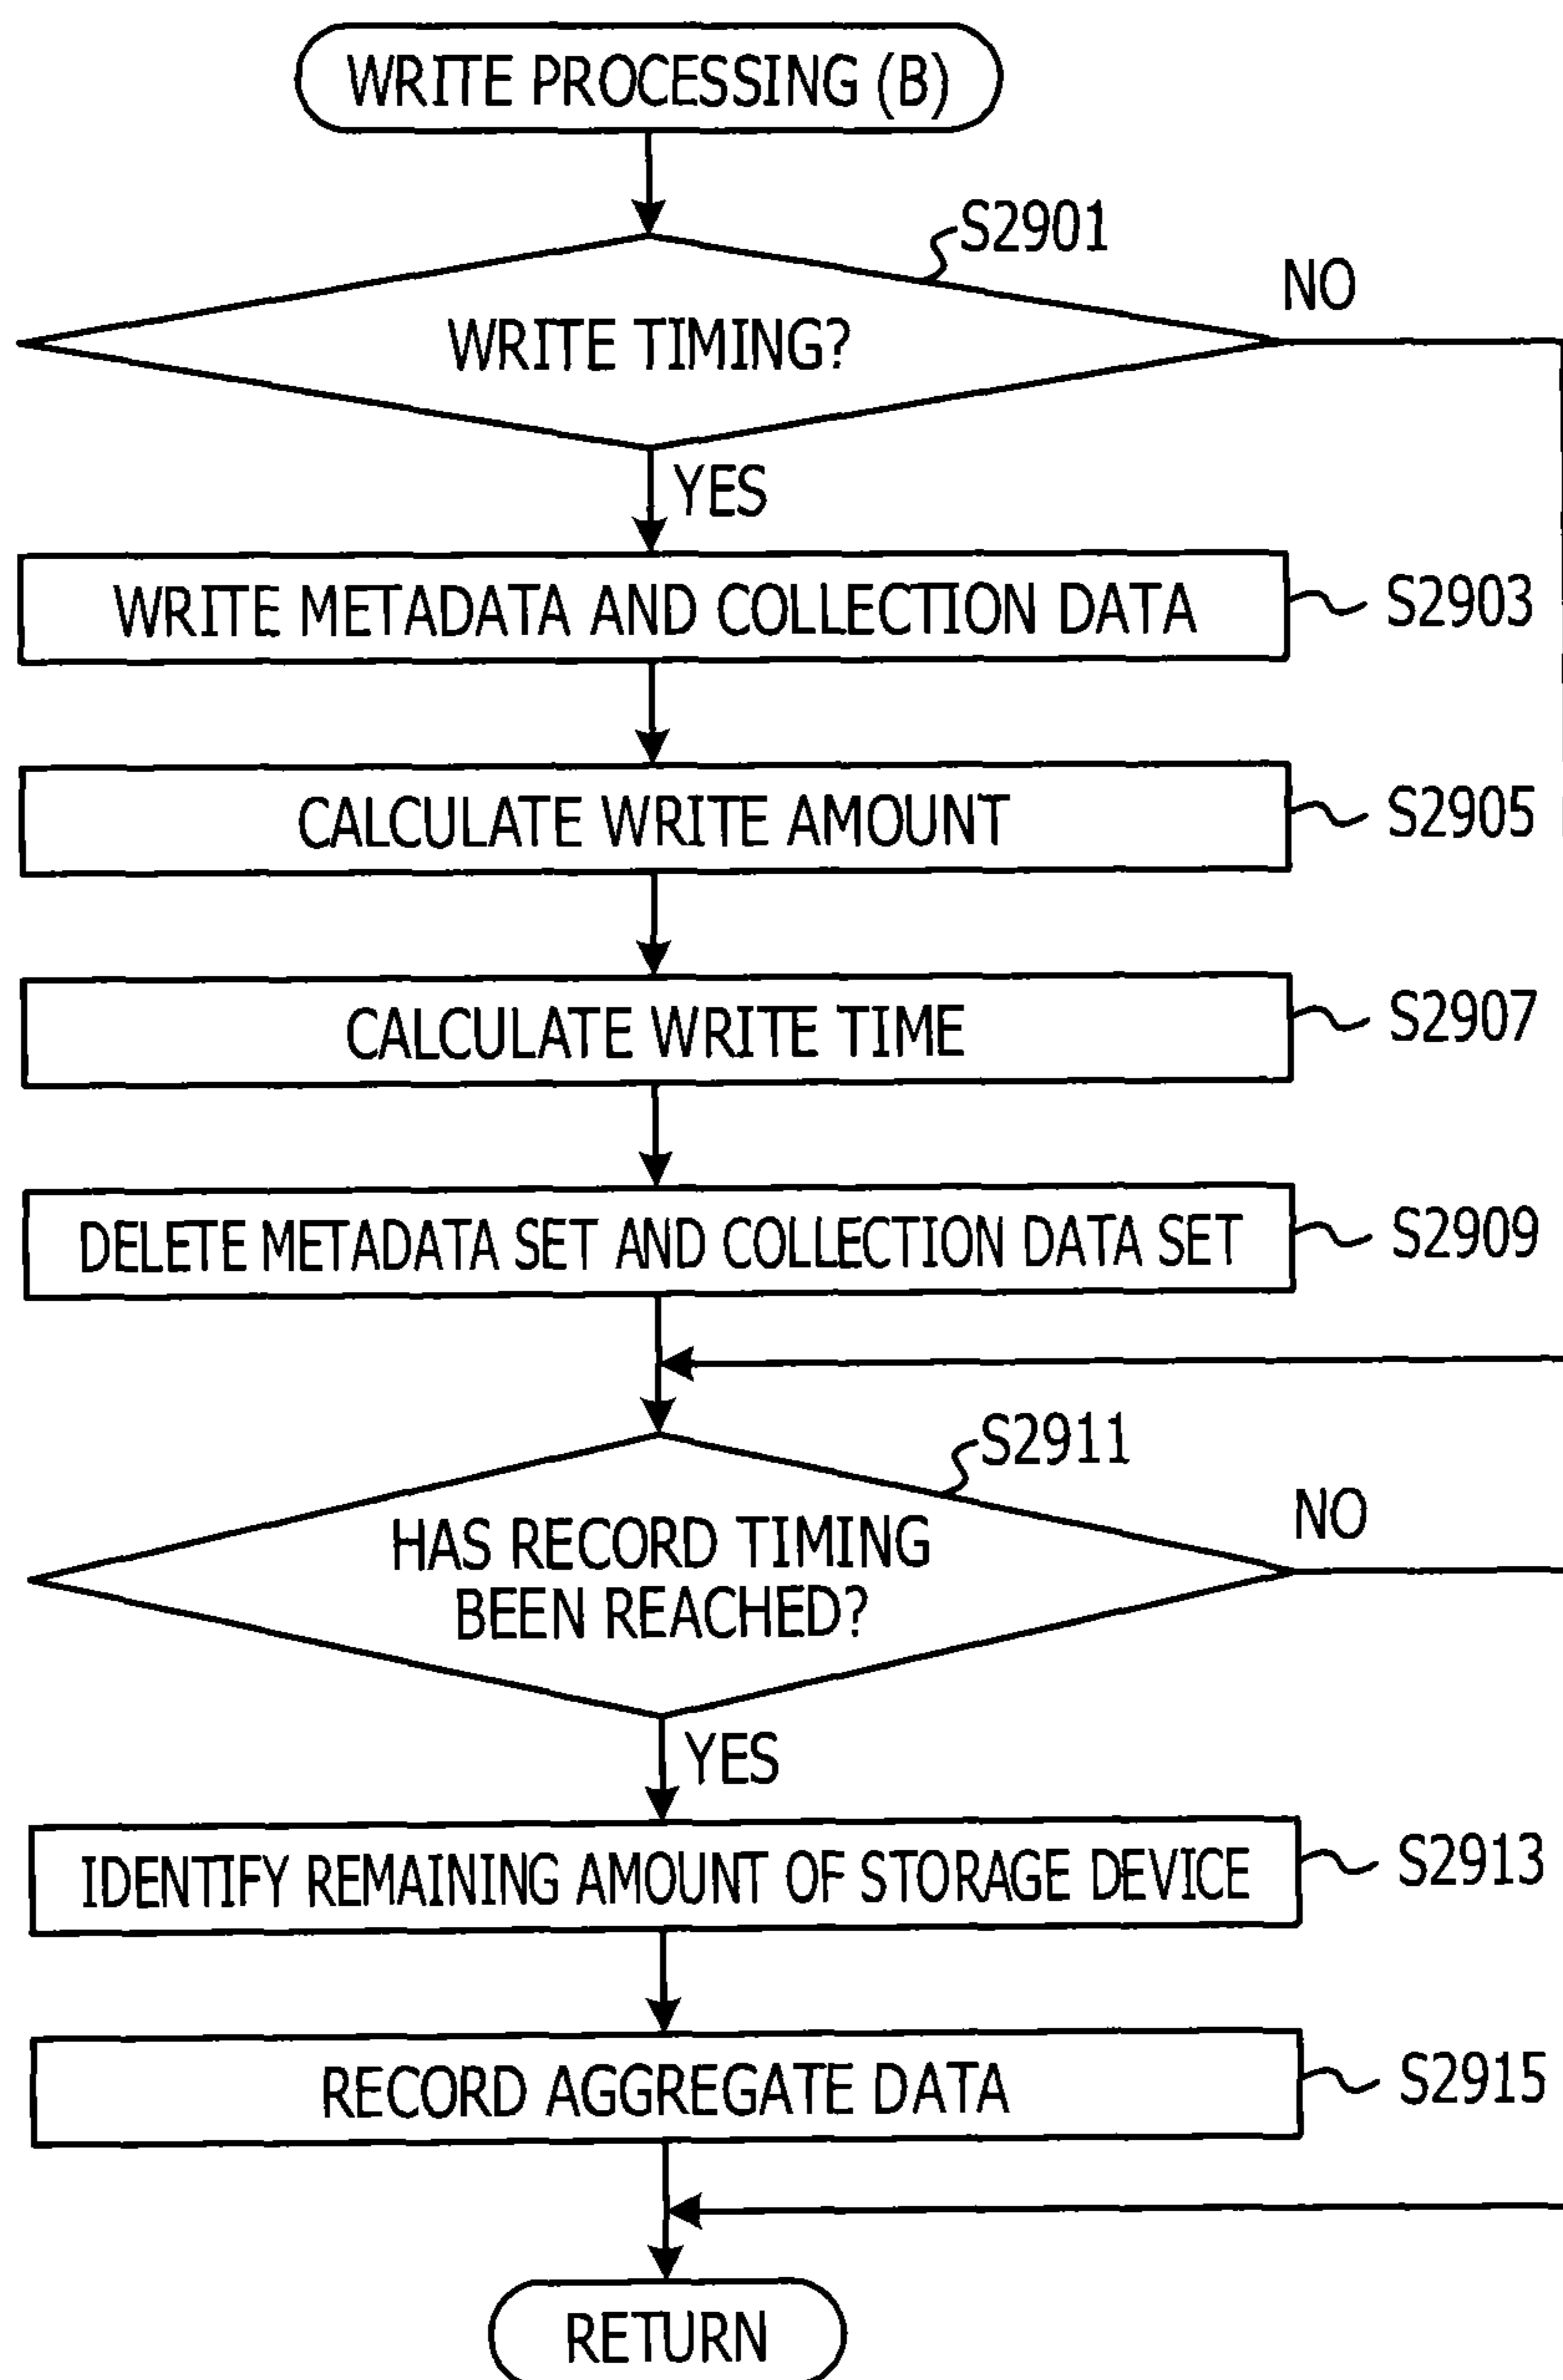 WRITE PROCESSING (B)
S2901
NO
WRITE TIMING?
YES
WRITE METADATA AND COLLECTION DATA
S2903
CALCULATE WRITE AMOUNT
S2905
CALCULATE WRITE TIME
S2907
DELETE METADATA SET AND COLLECTION DATA SET
S2909
S2911
NO
HAS RECORD TIMING
BEEN REACHED?
YES
IDENTIFY REMAINING AMOUNT OF STORAGE DEVICE
S2913
RECORD AGGREGATE DATA
S2915
RETURN